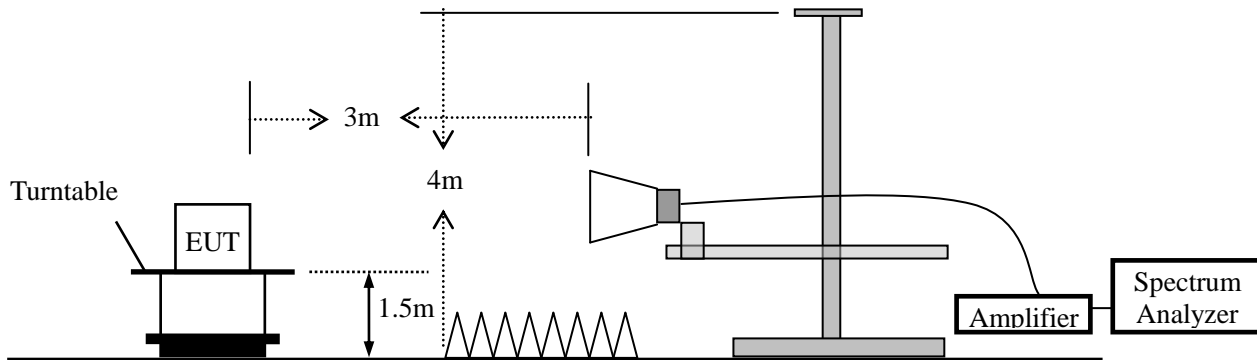 3m
4m
Turntable
EUT
1.5m
Amplifier
Spectrum
Analyzer